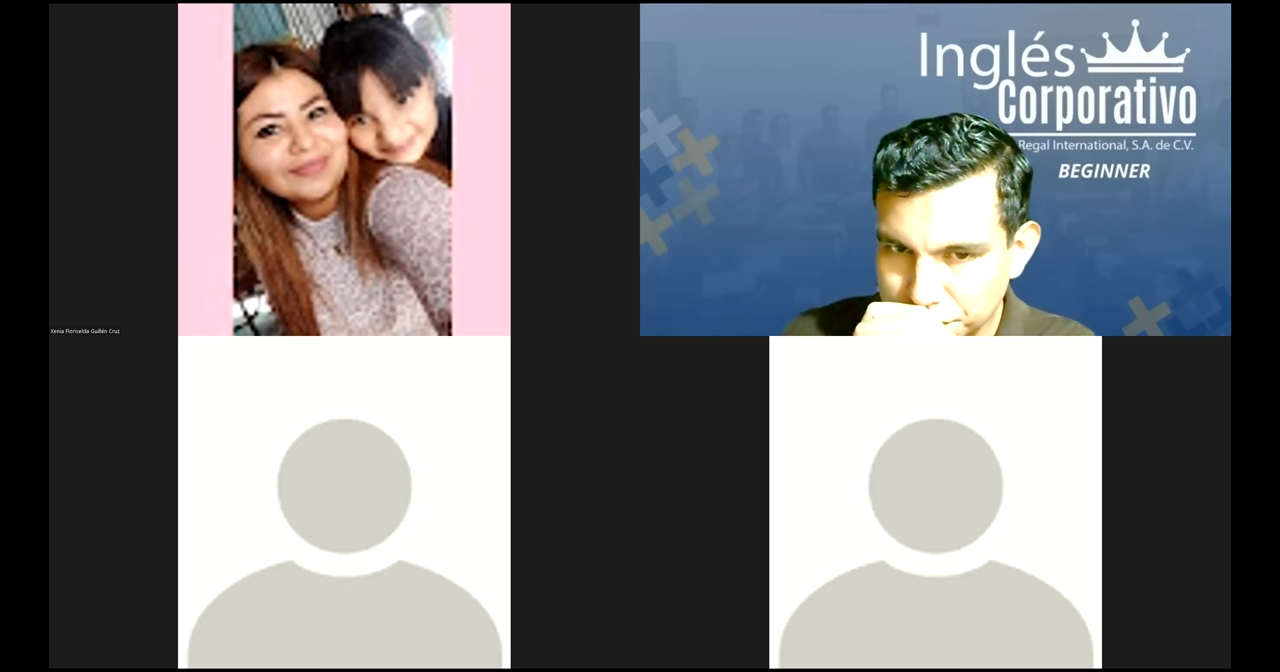 Inglés
Corporativo
Regal International, S.A. de C.V.
BEGINNER
Xenia Floriselda Guillén Cruz